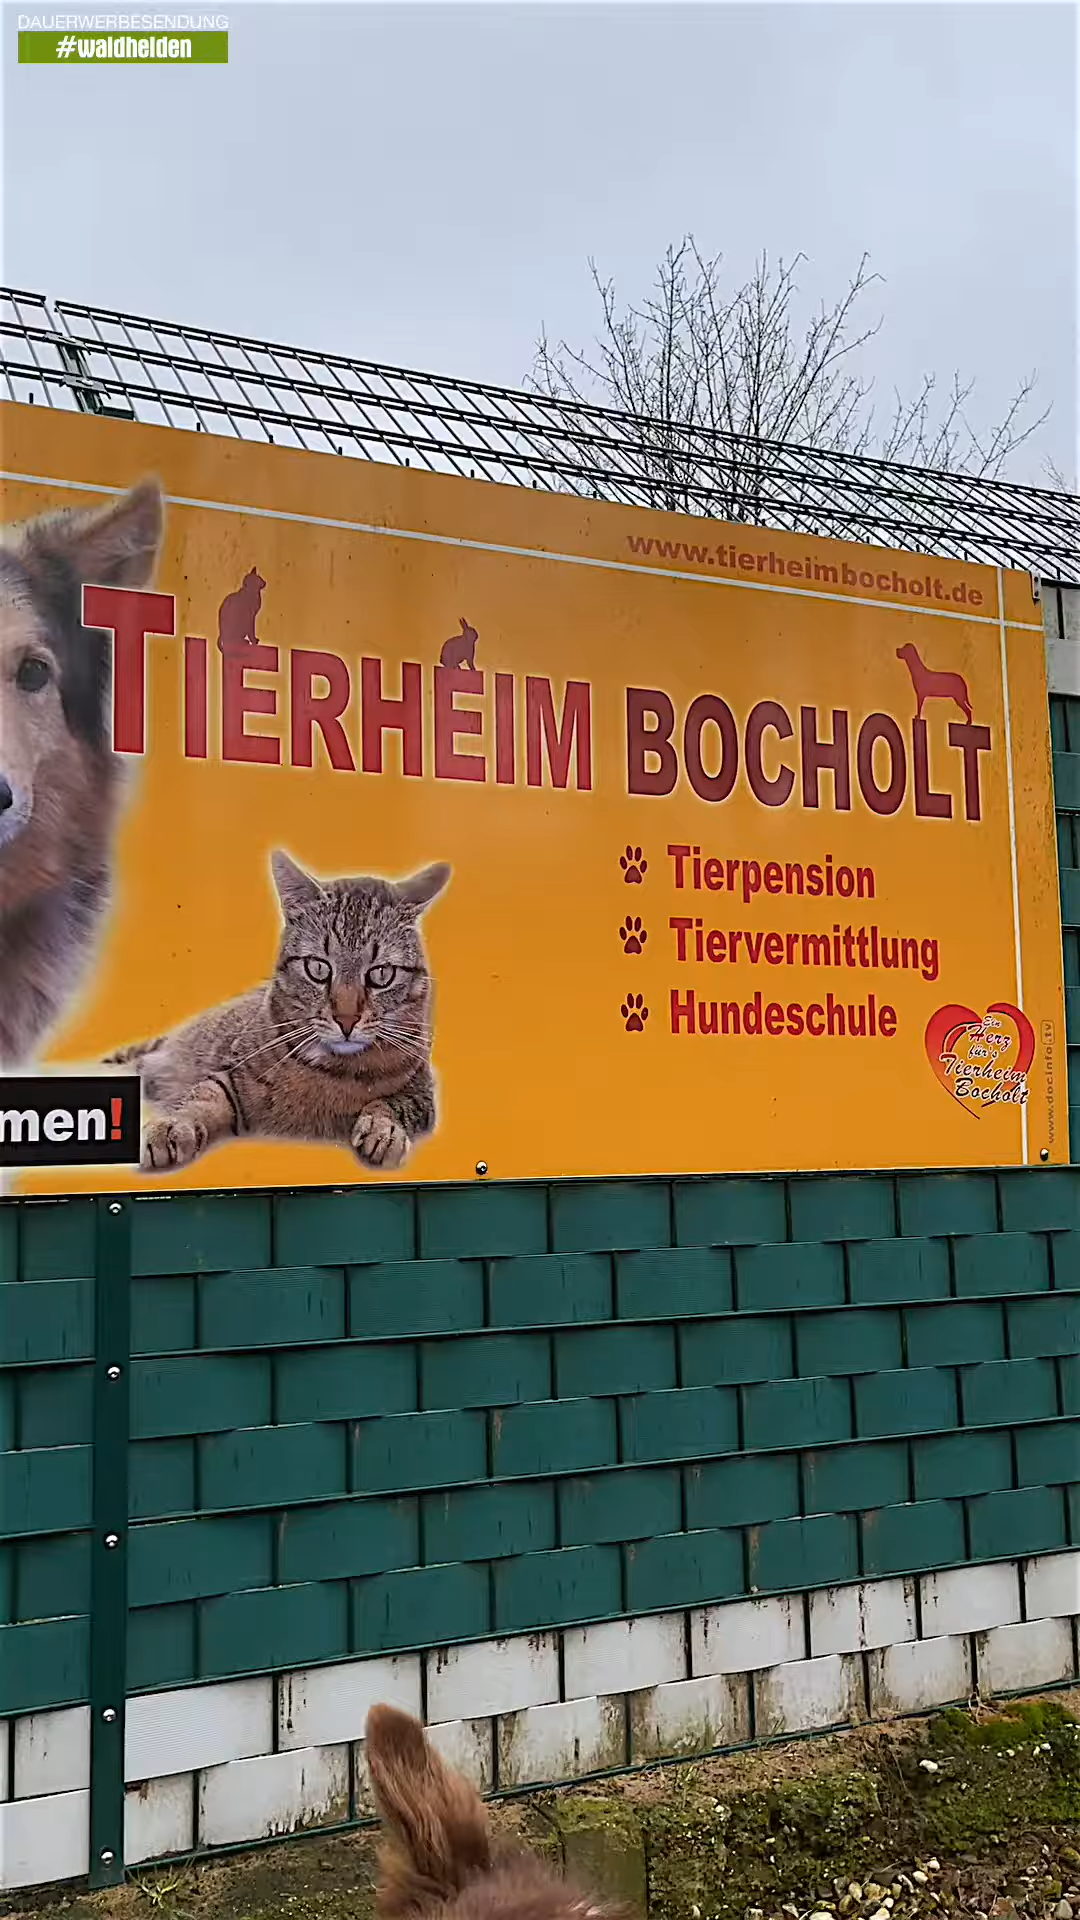 DAUERWERBESENDUNG
#waldhelden
www.tierheimbocholt.de
TIERHEIM BOCHOLT
Tierpension
Tiervermittlung
Hundeschule
Ein
Herz
für's
Tierheim
Bocholt
www.docinfo.tv
men!